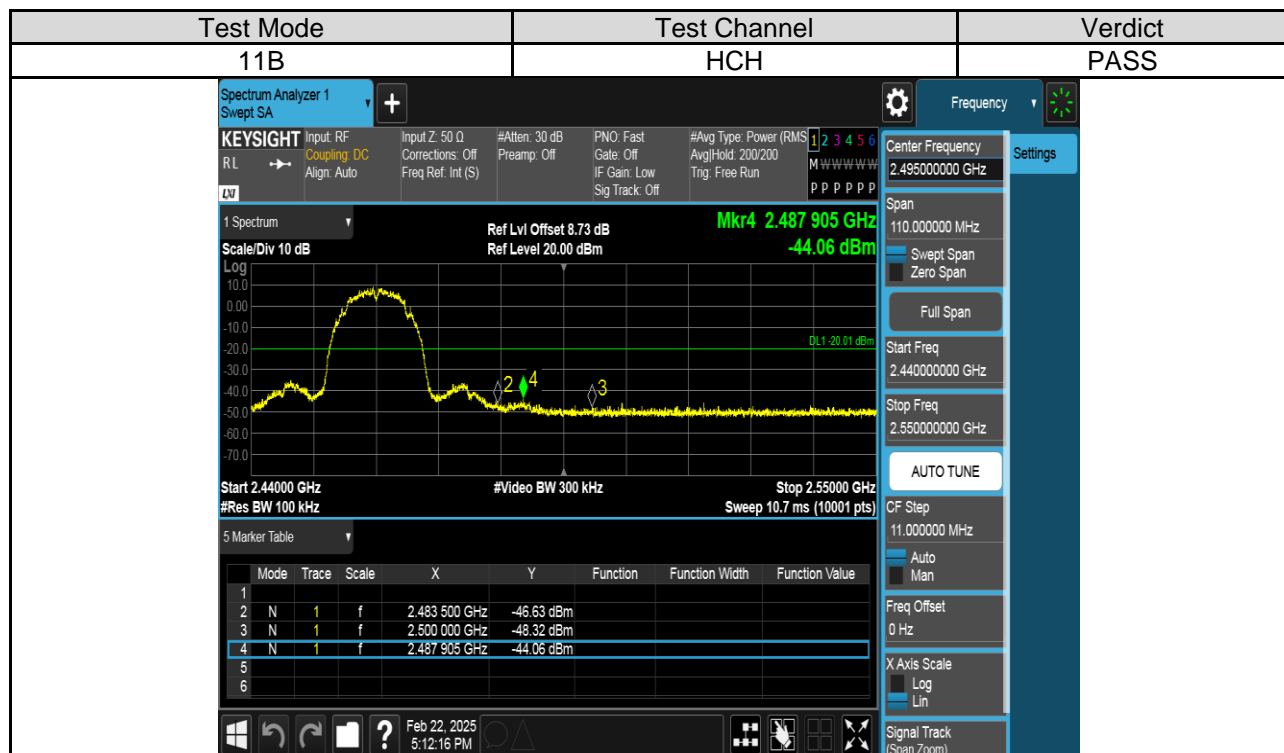 Test Mode Test Channel Verdict
11B HCH PASS
Spectrum Analyzer 1
Swept SA
+
Frequency
KEYSIGHT
RL
LXI
Input: RF
Coupling: DC
Align: Auto
Input Z: 50 Ω
Corrections: Off
Freq Ref: Int (S)
#Atten: 30 dB
Preamp: Off
PNO: Fast
Gate: Off
IF Gain: Low
Sig Track: Off
#Avg Type: Power (RMS
Avg|Hold: 200/200
Trig: Free Run
1 2 3 4 5 6
M W W W W W
P P P P P P
1 Spectrum
Scale/Div 10 dB
Ref Lvl Offset 8.73 dB
Ref Level 20.00 dBm
Mkr4 2.487 905 GHz
-44.06 dBm
Log
10.0
0.00
-10.0
-20.0
-30.0
-40.0
-50.0
-60.0
-70.0
DL1 -20.01 dBm
2 4 3
Start 2.44000 GHz #Video BW 300 kHz Stop 2.55000 GHz
#Res BW 100 kHz Sweep 10.7 ms (10001 pts)
5 Marker Table
Mode Trace Scale X Y Function Function Width Function Value
1
2 N 1 f 2.483 500 GHz -46.63 dBm
3 N 1 f 2.500 000 GHz -48.32 dBm
4 N 1 f 2.487 905 GHz -44.06 dBm
5
6
?
Feb 22, 2025
5:12:16 PM
Center Frequency
2.495000000 GHz
Settings
Span
110.000000 MHz
Swept Span
Zero Span
Full Span
Start Freq
2.440000000 GHz
Stop Freq
2.550000000 GHz
AUTO TUNE
CF Step
11.000000 MHz
Auto
Man
Freq Offset
0 Hz
X Axis Scale
Log
Lin
Signal Track
(Span Zoom)